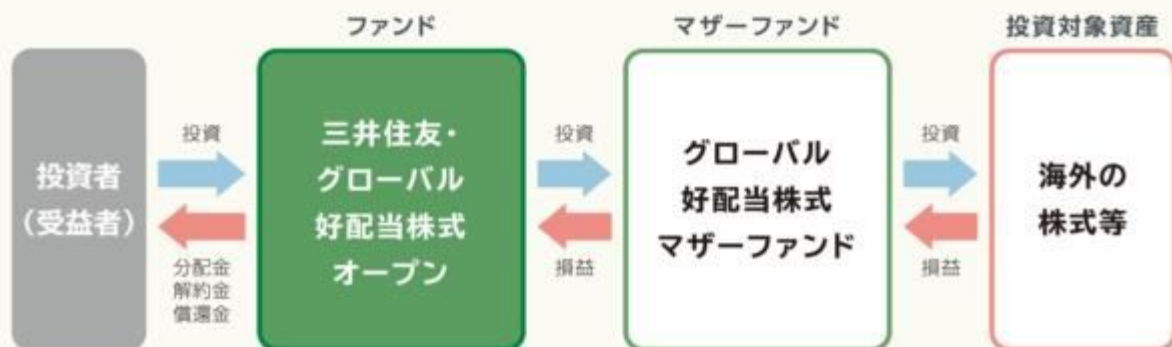 ファンド
マザーファンド
投資対象資産
投資者
(受益者)
投資
分配金
解約金
償還金
三井住友・
グローバル
好配当株式
オープン
投資
損益
グローバル
好配当株式
マザーファンド
投資
損益
海外の
株式等